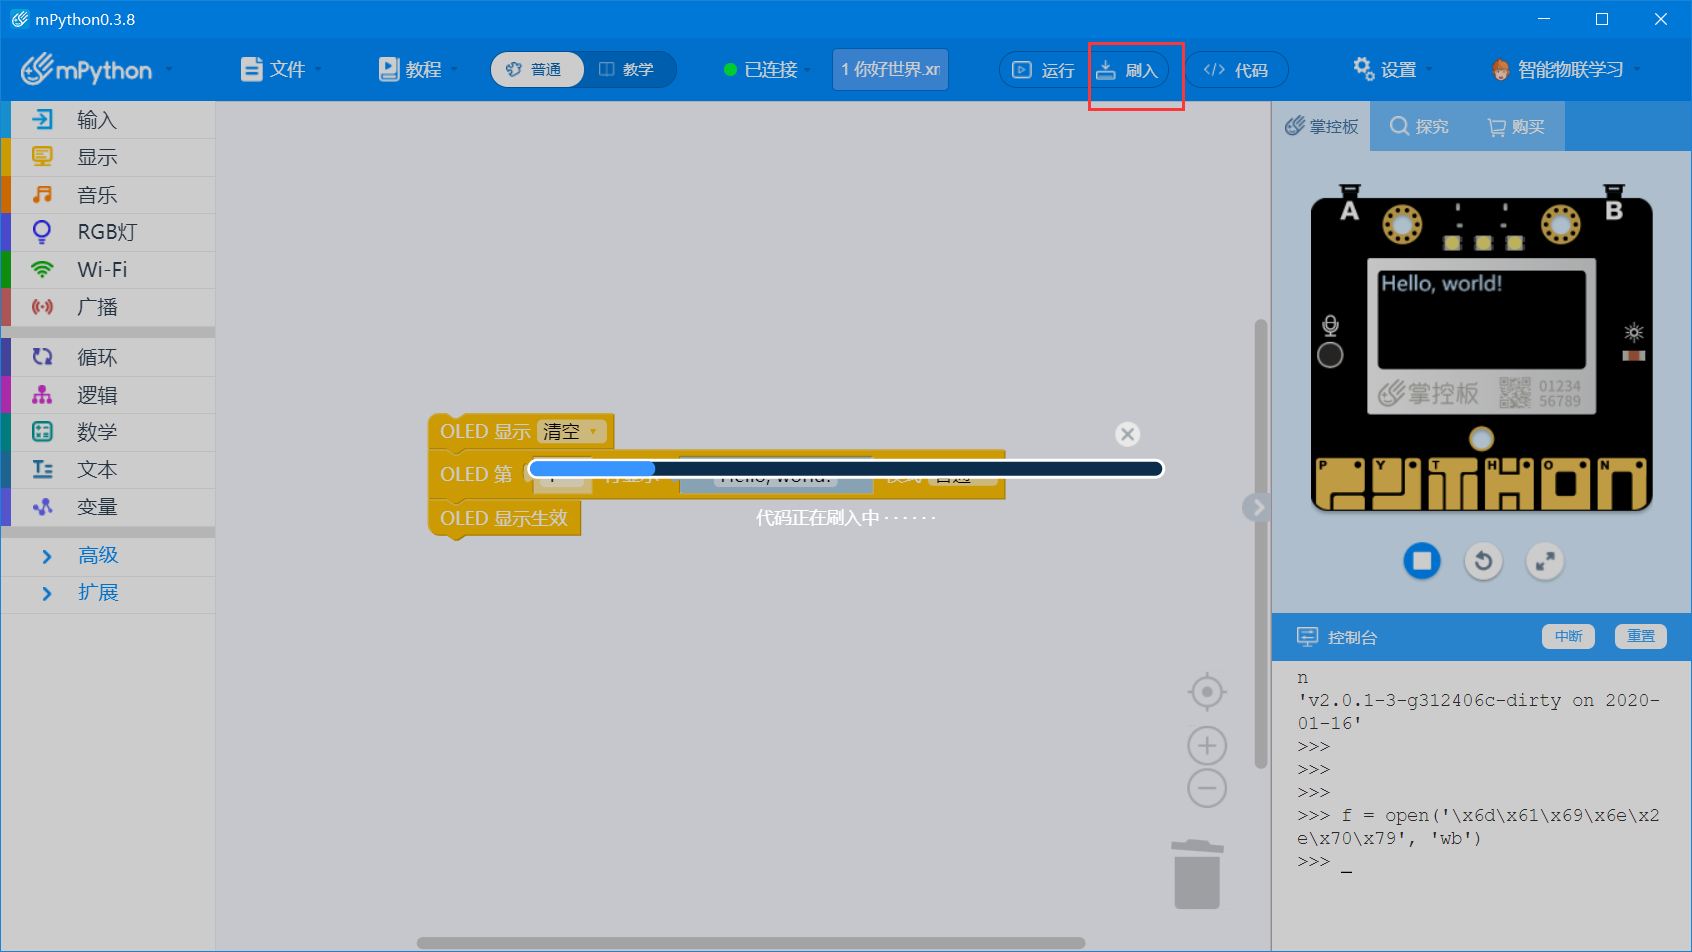 mPython0.3.8
mPython
文件
教程
普通
教学
已连接
1 你好世界.xm
运行
刷入
代码
设置
智能物联学习
输入
显示
音乐
RGB灯
Wi-Fi
广播
循环
逻辑
数学
文本
变量
高级
扩展
OLED 显示 清空
OLED 第
Hello, world!
普通
OLED 显示生效
代码正在刷入中 · · · · · ·
掌控板
探究
购买
A
B
Hello, world!
掌控板
01234
56789
P Y T H O N
控制台
中断
重置
n
'v2.0.1-3-g312406c-dirty on 2020-
01-16'
>>>
>>>
>>>
>>> f = open('\x6d\x61\x69\x6e\x2
e\x70\x79', 'wb')
>>> _